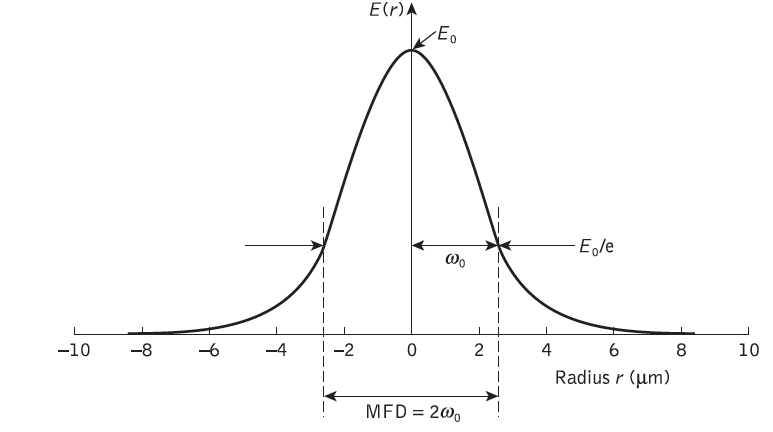 E(r)
E₀
E₀/e
ω₀
−10 −8 −6 −4 −2 0 2 4 6 8 10
Radius r (μm)
MFD = 2ω₀